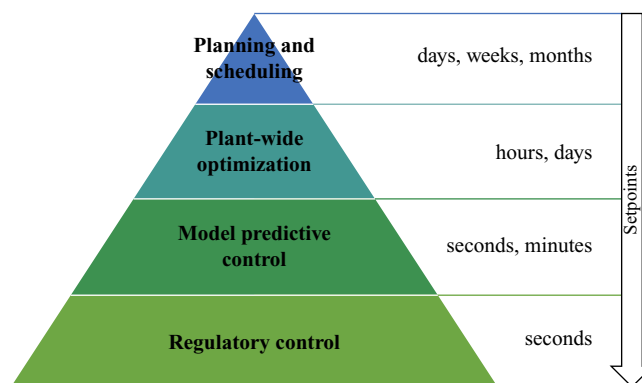 Planning and
scheduling
days, weeks, months
Plant-wide
optimization
hours, days
Model predictive
control
seconds, minutes
Regulatory control
seconds
Setpoints